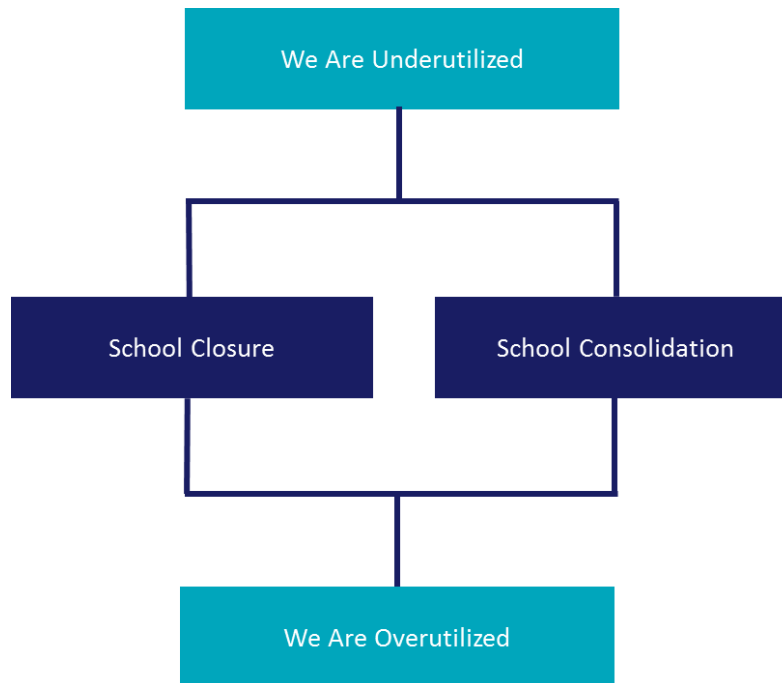 We Are Underutilized
School Closure
School Consolidation
We Are Overutilized